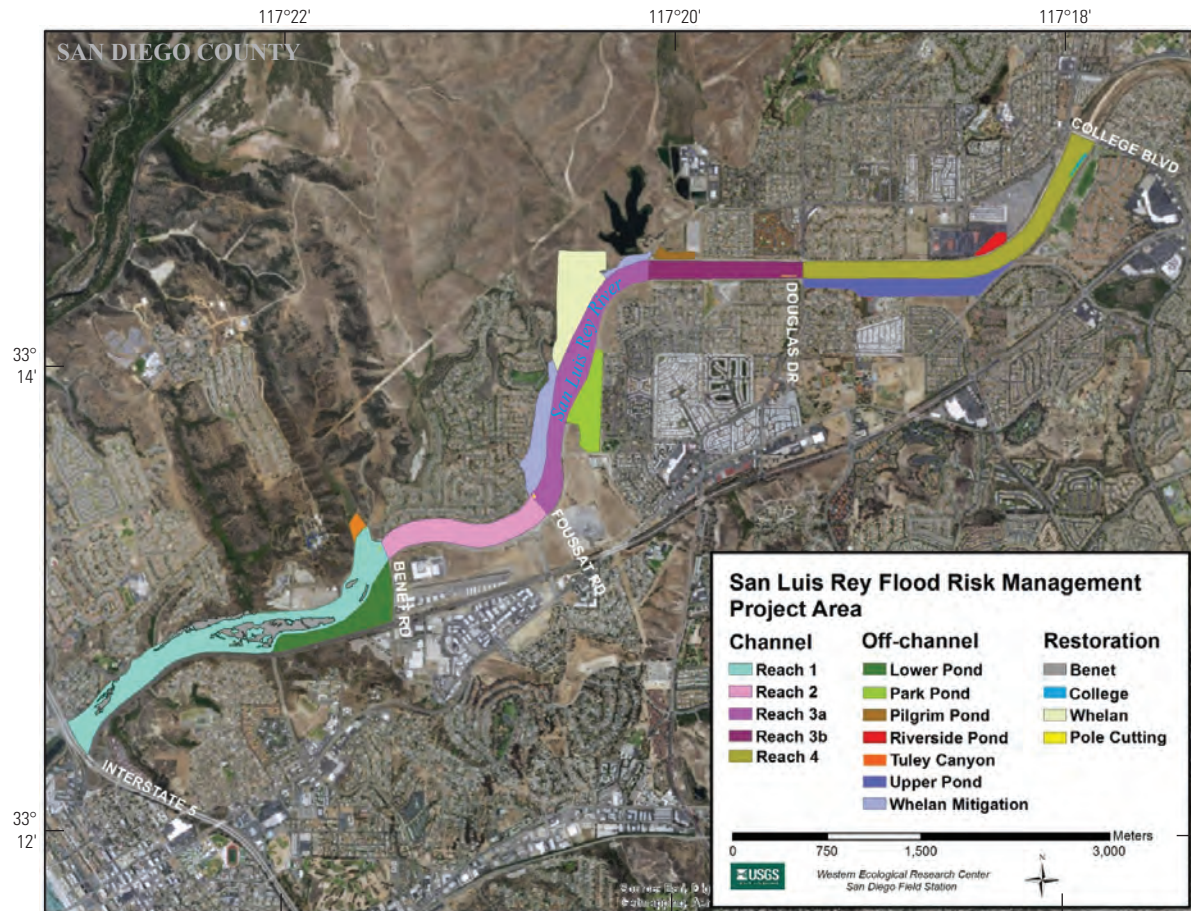 117°22'
117°20'
117°18'
SAN DIEGO COUNTY
COLLEGE BLVD
San Luis Rey River
DOUGLAS DR
33°
14'
FOUSSAT RD
BENET RD
INTERSTATE 5
33°
12'
San Luis Rey Flood Risk Management
Project Area
Channel
Reach 1
Reach 2
Reach 3a
Reach 3b
Reach 4
Off-channel
Lower Pond
Park Pond
Pilgrim Pond
Riverside Pond
Tuley Canyon
Upper Pond
Whelan Mitigation
Restoration
Benet
College
Whelan
Pole Cutting
Meters
0 750 1,500 3,000
USGS
Western Ecological Research Center
San Diego Field Station
N